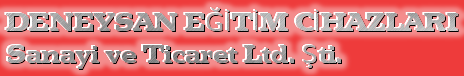 DENEYSAN EĞİTİM CİHAZLARI
Sanayi ve Ticaret Ltd. Şti.